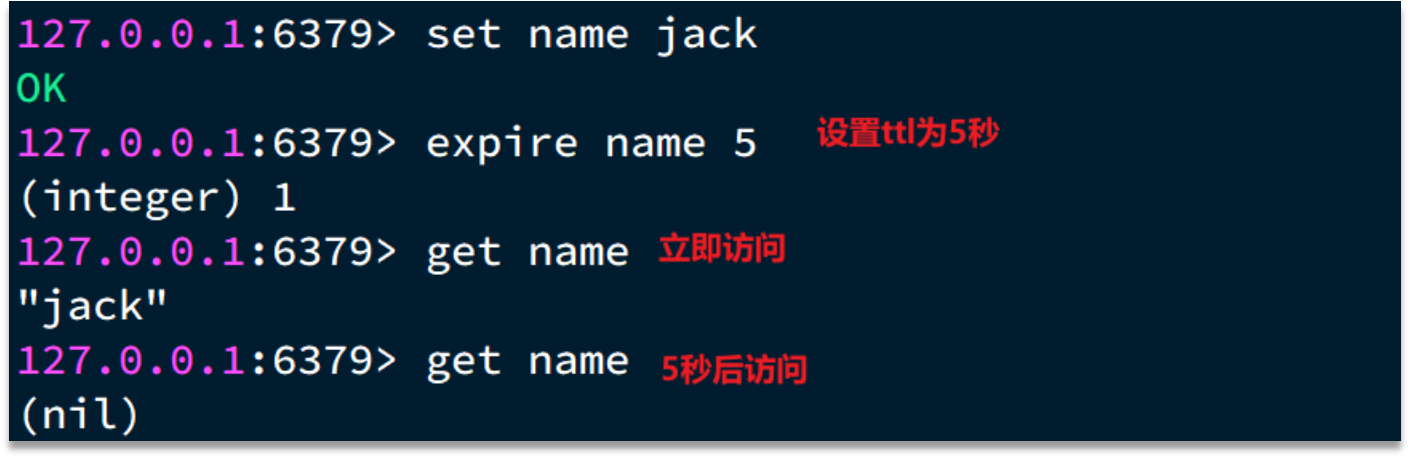 127.0.0.1:6379> set name jack
OK
127.0.0.1:6379> expire name 5 设置ttl为5秒
(integer) 1
127.0.0.1:6379> get name 立即访问
"jack"
127.0.0.1:6379> get name 5秒后访问
(nil)